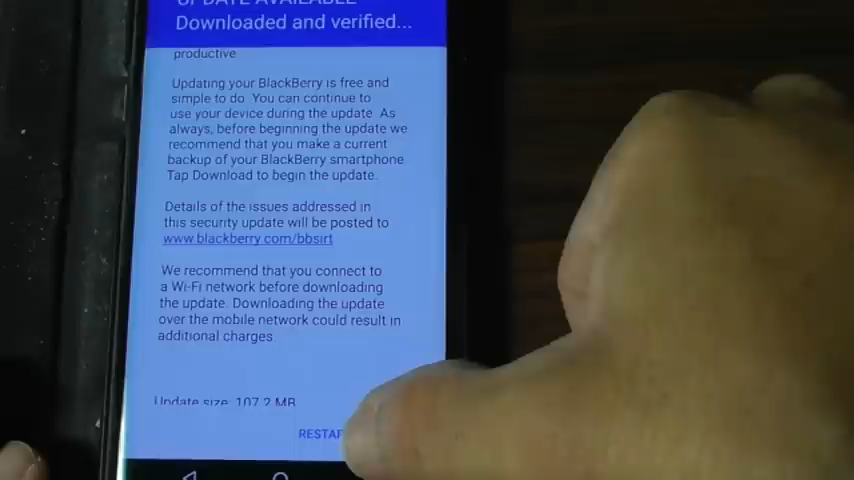 UPDATE AVAILABLE
Downloaded and verified...
productive
Updating your BlackBerry is free and
simple to do. You can continue to
use your device during the update. As
always, before beginning the update we
recommend that you make a current
backup of your BlackBerry smartphone
Tap Download to begin the update.
Details of the issues addressed in
this security update will be posted to
www.blackberry.com/bbsirt
We recommend that you connect to
a Wi-Fi network before downloading
the update. Downloading the update
over the mobile network could result in
additional charges.
Update size: 107.2 MB